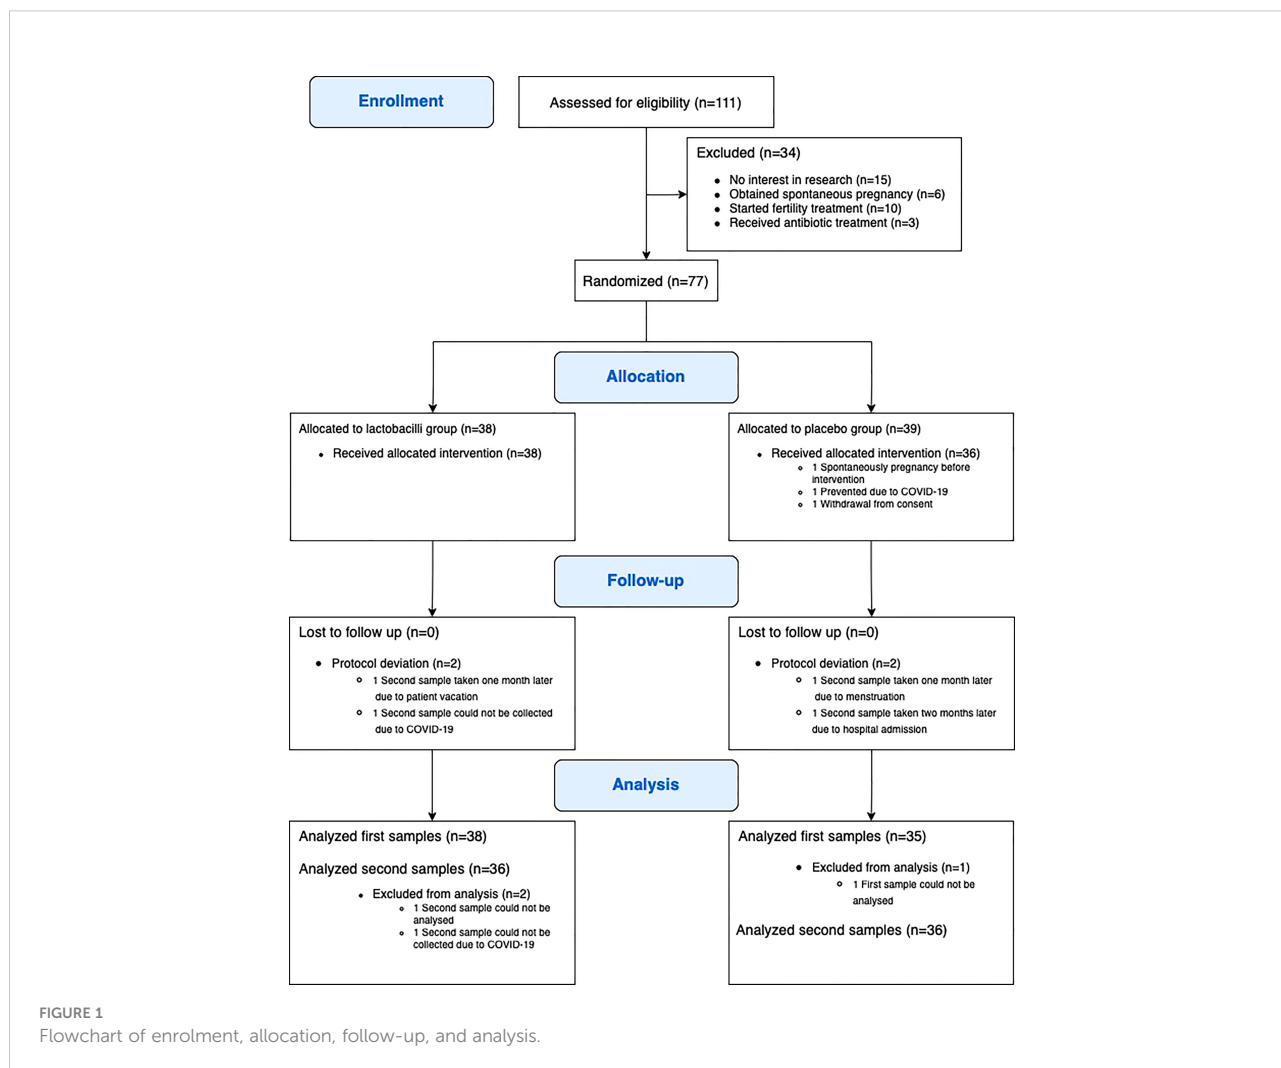 Enrollment
Assessed for eligibility (n=111)
Excluded (n=34)
• No interest in research (n=15)
• Obtained spontaneous pregnancy (n=6)
• Started fertility treatment (n=10)
• Received antibiotic treatment (n=3)
Randomized (n=77)
Allocation
Allocated to lactobacilli group (n=38)
• Received allocated intervention (n=38)
Allocated to placebo group (n=39)
• Received allocated intervention (n=36)
○ 1 Spontaneously pregnancy before
intervention
○ 1 Prevented due to COVID-19
○ 1 Withdrawal from consent
Follow-up
Lost to follow up (n=0)
• Protocol deviation (n=2)
○ 1 Second sample taken one month later
due to patient vacation
○ 1 Second sample could not be collected
due to COVID-19
Lost to follow up (n=0)
• Protocol deviation (n=2)
○ 1 Second sample taken one month later
due to menstruation
○ 1 Second sample taken two months later
due to hospital admission
Analysis
Analyzed first samples (n=38)
Analyzed second samples (n=36)
• Excluded from analysis (n=2)
○ 1 Second sample could not be
analysed
○ 1 Second sample could not be
collected due to COVID-19
Analyzed first samples (n=35)
• Excluded from analysis (n=1)
○ 1 First sample could not be
analysed
Analyzed second samples (n=36)
FIGURE 1
Flowchart of enrolment, allocation, follow-up, and analysis.